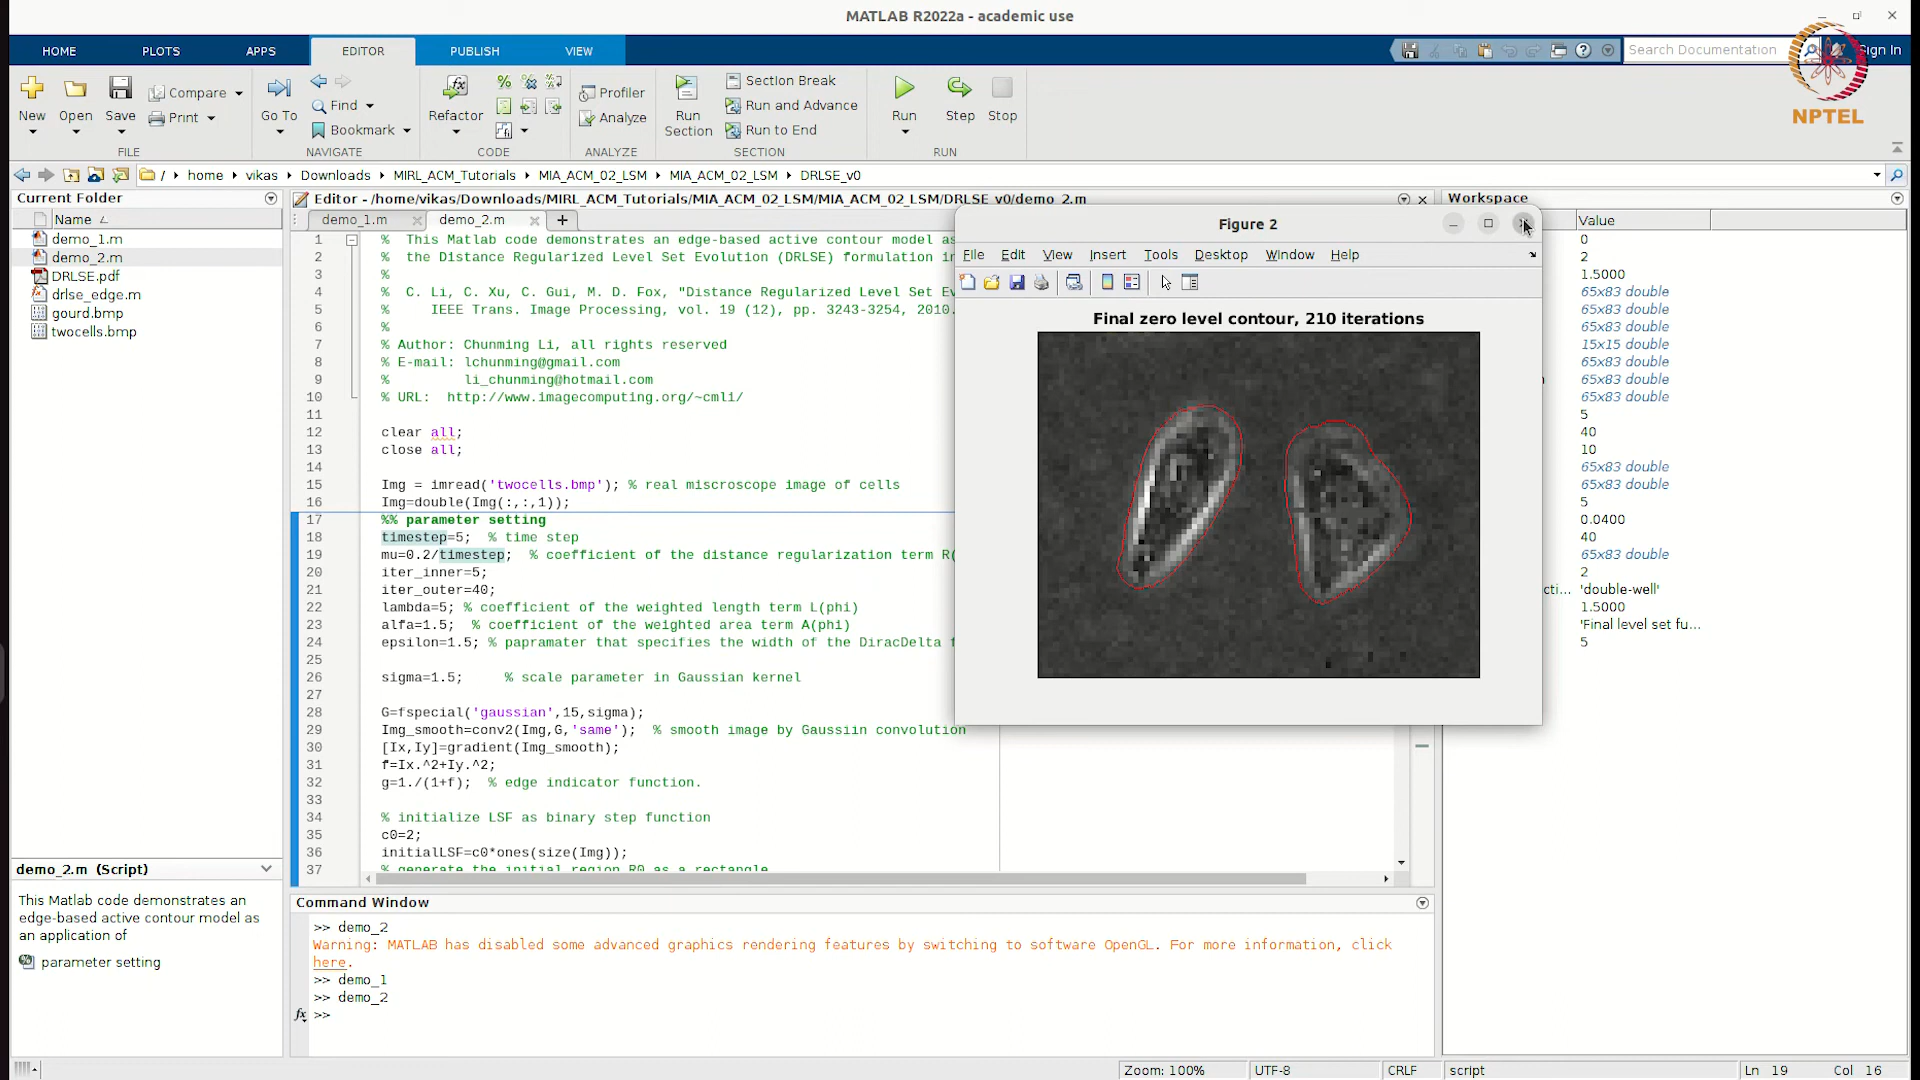 MATLAB R2022a - academic use
HOME PLOTS APPS EDITOR PUBLISH VIEW
Search Documentation
Sign In
NPTEL
New Open Save Compare Print
FILE
Go To Find Bookmark
NAVIGATE
Refactor
CODE
Profiler
Analyze
ANALYZE
Run Section
Section Break
Run and Advance
Run to End
SECTION
Run Step Stop
RUN
/ home vikas Downloads MIRL_ACM_Tutorials MIA_ACM_02_LSM MIA_ACM_02_LSM DRLSE_v0
Current Folder
Name
demo_1.m
demo_2.m
DRLSE.pdf
drlse_edge.m
gourd.bmp
twocells.bmp
demo_2.m (Script)
This Matlab code demonstrates an
edge-based active contour model as
an application of
parameter setting
Editor - /home/vikas/Downloads/MIRL_ACM_Tutorials/MIA_ACM_02_LSM/MIA_ACM_02_LSM/DRLSE_v0/demo_2.m
demo_1.m demo_2.m
1 % This Matlab code demonstrates an edge-based active contour model as
2 % the Distance Regularized Level Set Evolution (DRLSE) formulation in
3 %
4 % C. Li, C. Xu, C. Gui, M. D. Fox, "Distance Regularized Level Set Ev
5 % IEEE Trans. Image Processing, vol. 19 (12), pp. 3243-3254, 2010.
6 %
7 % Author: Chunming Li, all rights reserved
8 % E-mail: lchunming@gmail.com
9 % li_chunming@hotmail.com
10 % URL: http://www.imagecomputing.org/~cmli/
11
12 clear all;
13 close all;
14
15 Img = imread('twocells.bmp'); % real miscroscope image of cells
16 Img=double(Img(:,:,1));
17 %% parameter setting
18 timestep=5; % time step
19 mu=0.2/timestep; % coefficient of the distance regularization term R(
20 iter_inner=5;
21 iter_outer=40;
22 lambda=5; % coefficient of the weighted length term L(phi)
23 alfa=1.5; % coefficient of the weighted area term A(phi)
24 epsilon=1.5; % papramater that specifies the width of the DiracDelta f
25
26 sigma=1.5; % scale parameter in Gaussian kernel
27
28 G=fspecial('gaussian',15,sigma);
29 Img_smooth=conv2(Img,G,'same'); % smooth image by Gaussiin convolution
30 [Ix,Iy]=gradient(Img_smooth);
31 f=Ix.^2+Iy.^2;
32 g=1./(1+f); % edge indicator function.
33
34 % initialize LSF as binary step function
35 c0=2;
36 initialLSF=c0*ones(size(Img));
37 % generate the initial region R0 as a rectangle
Figure 2
File Edit View Insert Tools Desktop Window Help
Final zero level contour, 210 iterations
Workspace
Value
0
2
1.5000
65x83 double
65x83 double
65x83 double
15x15 double
65x83 double
65x83 double
65x83 double
5
40
10
65x83 double
65x83 double
5
0.0400
40
65x83 double
2
cti... 'double-well'
1.5000
'Final level set fu...
5
Command Window
>> demo_2
Warning: MATLAB has disabled some advanced graphics rendering features by switching to software OpenGL. For more information, click
here.
>> demo_1
>> demo_2
fx >>
Zoom: 100% UTF-8 CRLF script Ln 19 Col 16